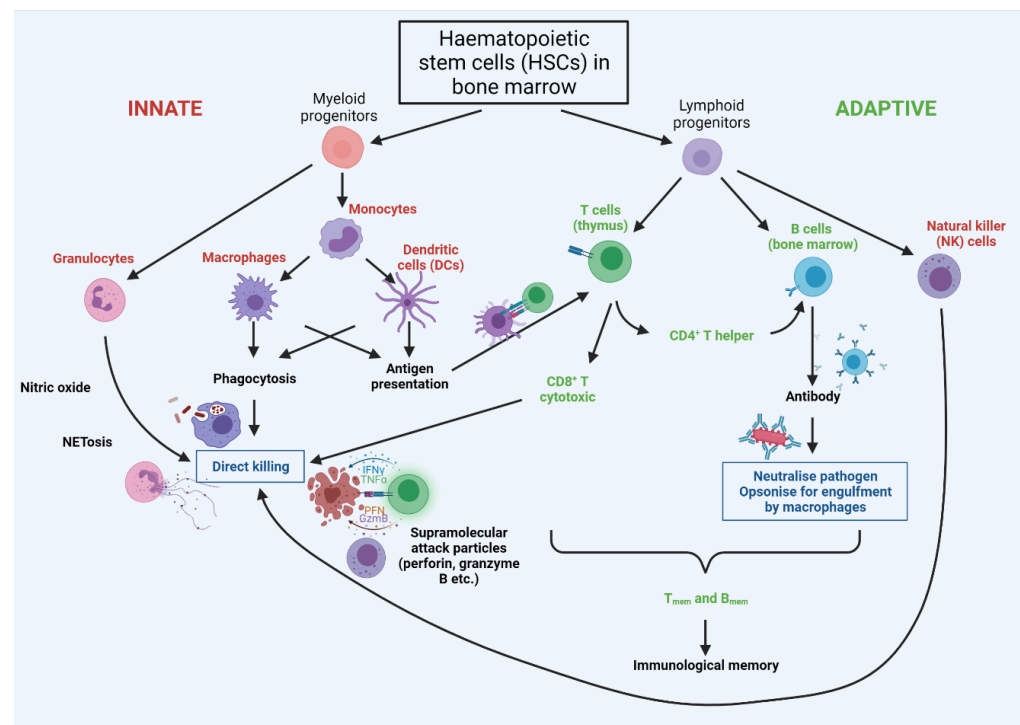 Haematopoietic
stem cells (HSCs) in
bone marrow
INNATE
Myeloid
progenitors
Lymphoid
progenitors
ADAPTIVE
Monocytes
T cells
(thymus)
B cells
(bone marrow)
Natural killer
(NK) cells
Granulocytes
Macrophages
Dendritic
cells (DCs)
CD4⁺ T helper
Nitric oxide
Phagocytosis
Antigen
presentation
CD8⁺ T
cytotoxic
Antibody
NETosis
Direct killing
IFNγ
TNFα
PFN
GzmB
Neutralise pathogen
Opsonise for engulfment
by macrophages
Supramolecular
attack particles
(perforin, granzyme
B etc.)
Tmem and Bmem
Immunological memory